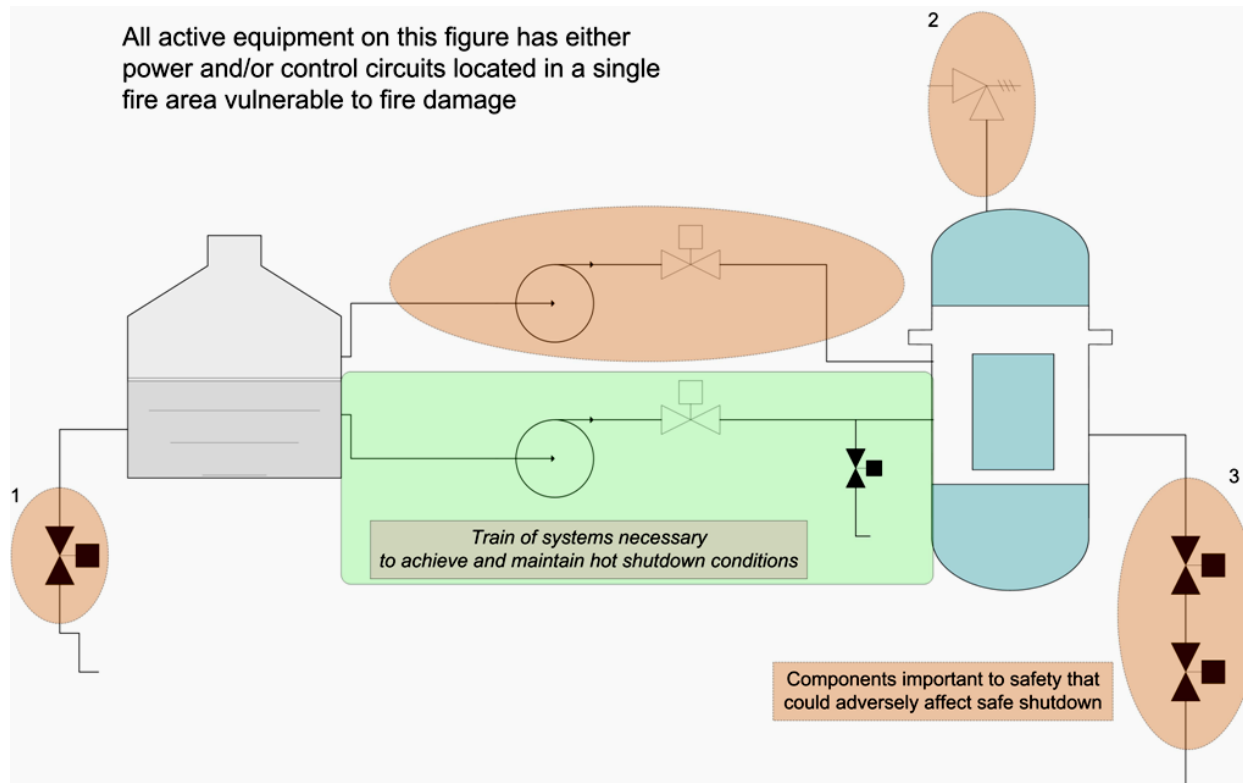 All active equipment on this figure has either
power and/or control circuits located in a single
fire area vulnerable to fire damage
2
1
Train of systems necessary
to achieve and maintain hot shutdown conditions
3
Components important to safety that
could adversely affect safe shutdown